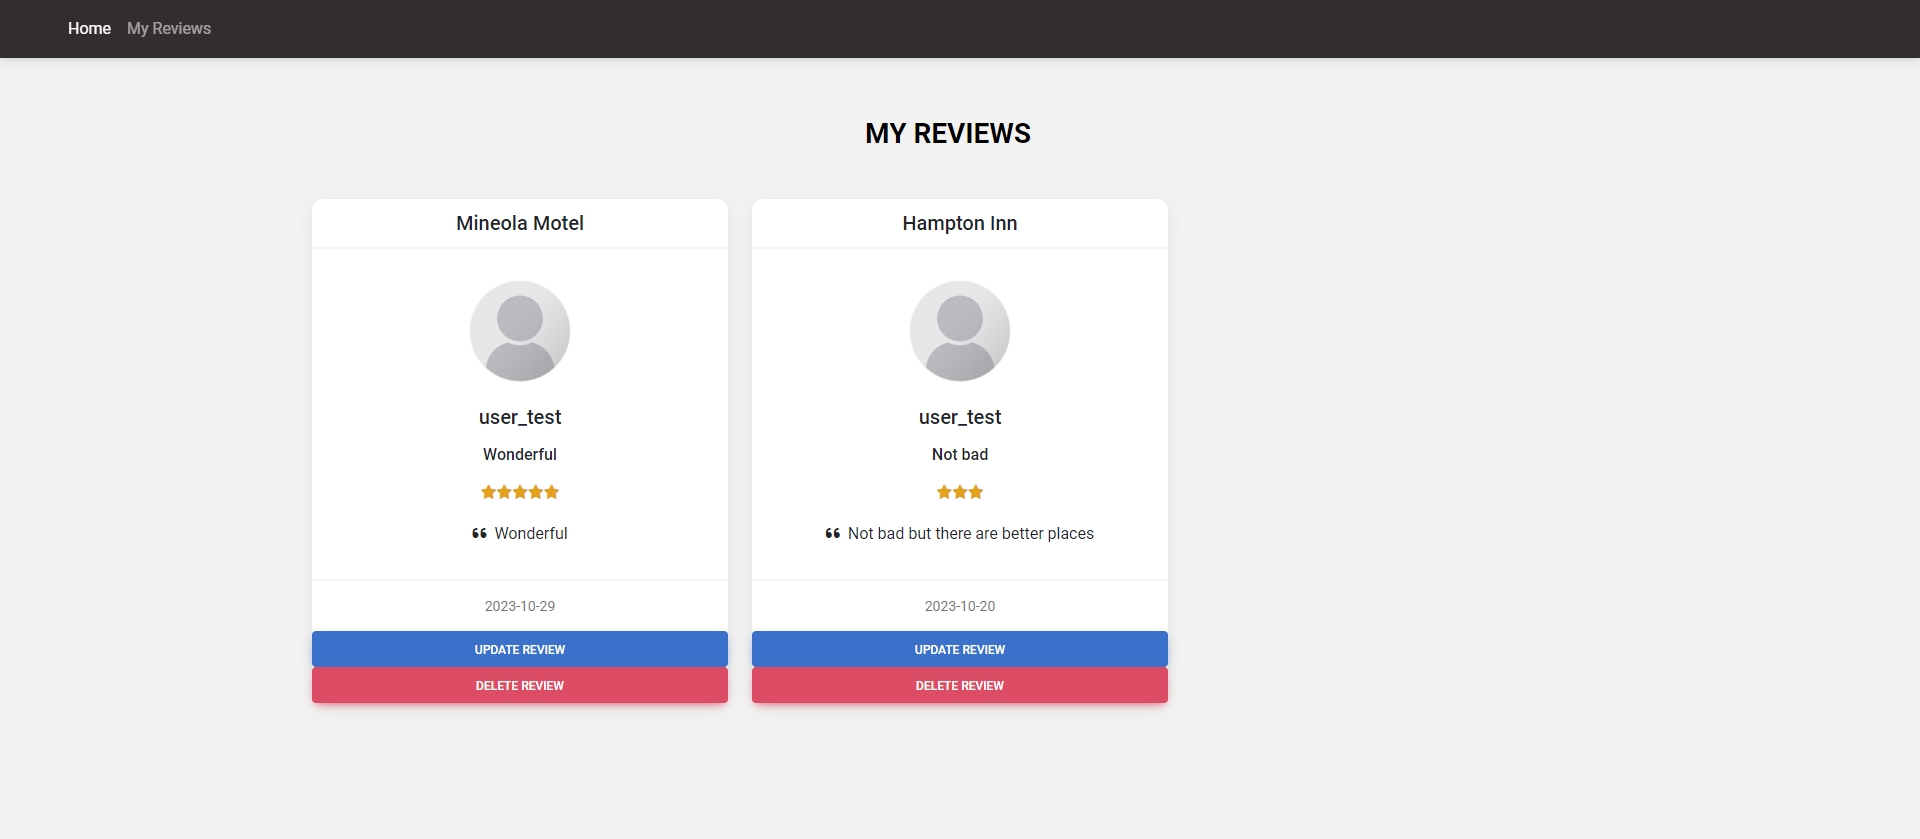 Home My Reviews
MY REVIEWS
Mineola Motel
user_test
Wonderful
Wonderful
2023-10-29
UPDATE REVIEW
DELETE REVIEW
Hampton Inn
user_test
Not bad
Not bad but there are better places
2023-10-20
UPDATE REVIEW
DELETE REVIEW